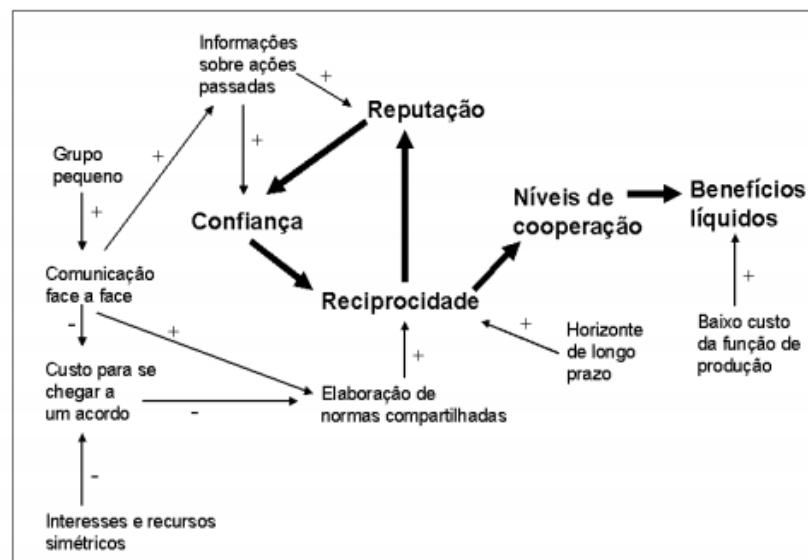 Informações
sobre ações
passadas
+
Reputação
+
+
Grupo
pequeno
+
Confiança
Níveis de
cooperação
Benefícios
líquidos
Comunicação
face a face
Reciprocidade
+
-
+
+
+
Horizonte
de longo
prazo
Baixo custo
da função de
produção
Custo para se
chegar a
um acordo
-
Elaboração de
normas compartilhadas
-
Interesses e recursos
simétricos